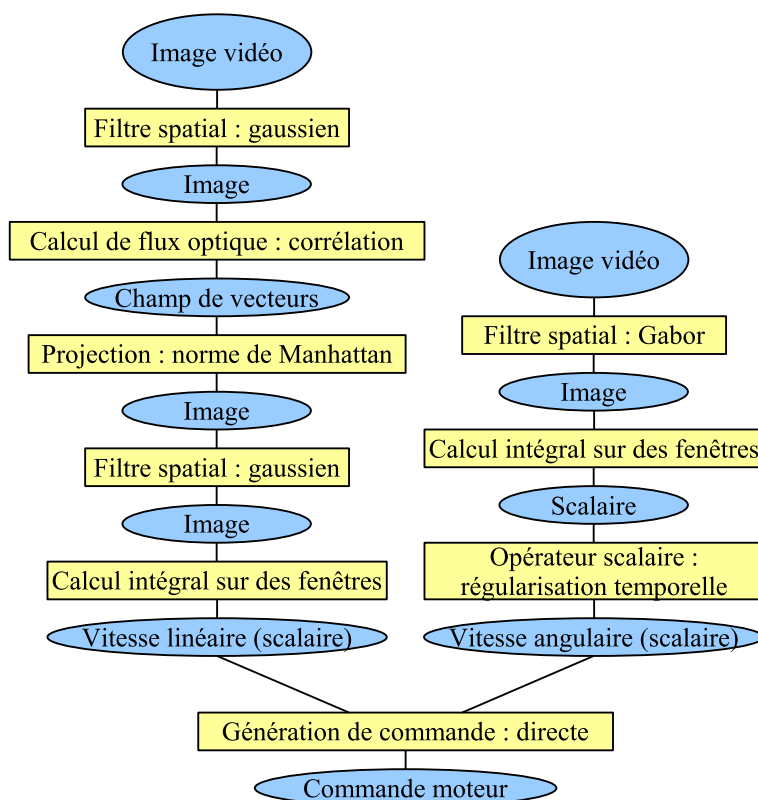 Image vidéo
Filtre spatial : gaussien
Image
Calcul de flux optique : corrélation
Champ de vecteurs
Projection : norme de Manhattan
Image
Filtre spatial : gaussien
Image
Calcul intégral sur des fenêtres
Vitesse linéaire (scalaire)
Image vidéo
Filtre spatial : Gabor
Image
Calcul intégral sur des fenêtres
Scalaire
Opérateur scalaire :
régularisation temporelle
Vitesse angulaire (scalaire)
Génération de commande : directe
Commande moteur